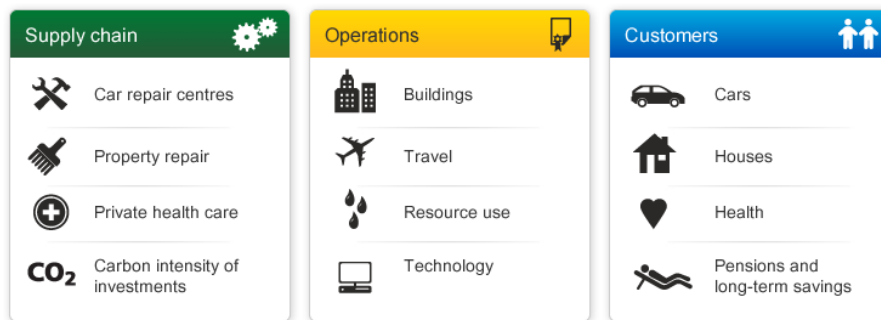 Supply chain
Car repair centres
Property repair
Private health care
CO₂
Carbon intensity of
investments
Operations
Buildings
Travel
Resource use
Technology
Customers
Cars
Houses
Health
Pensions and
long-term savings